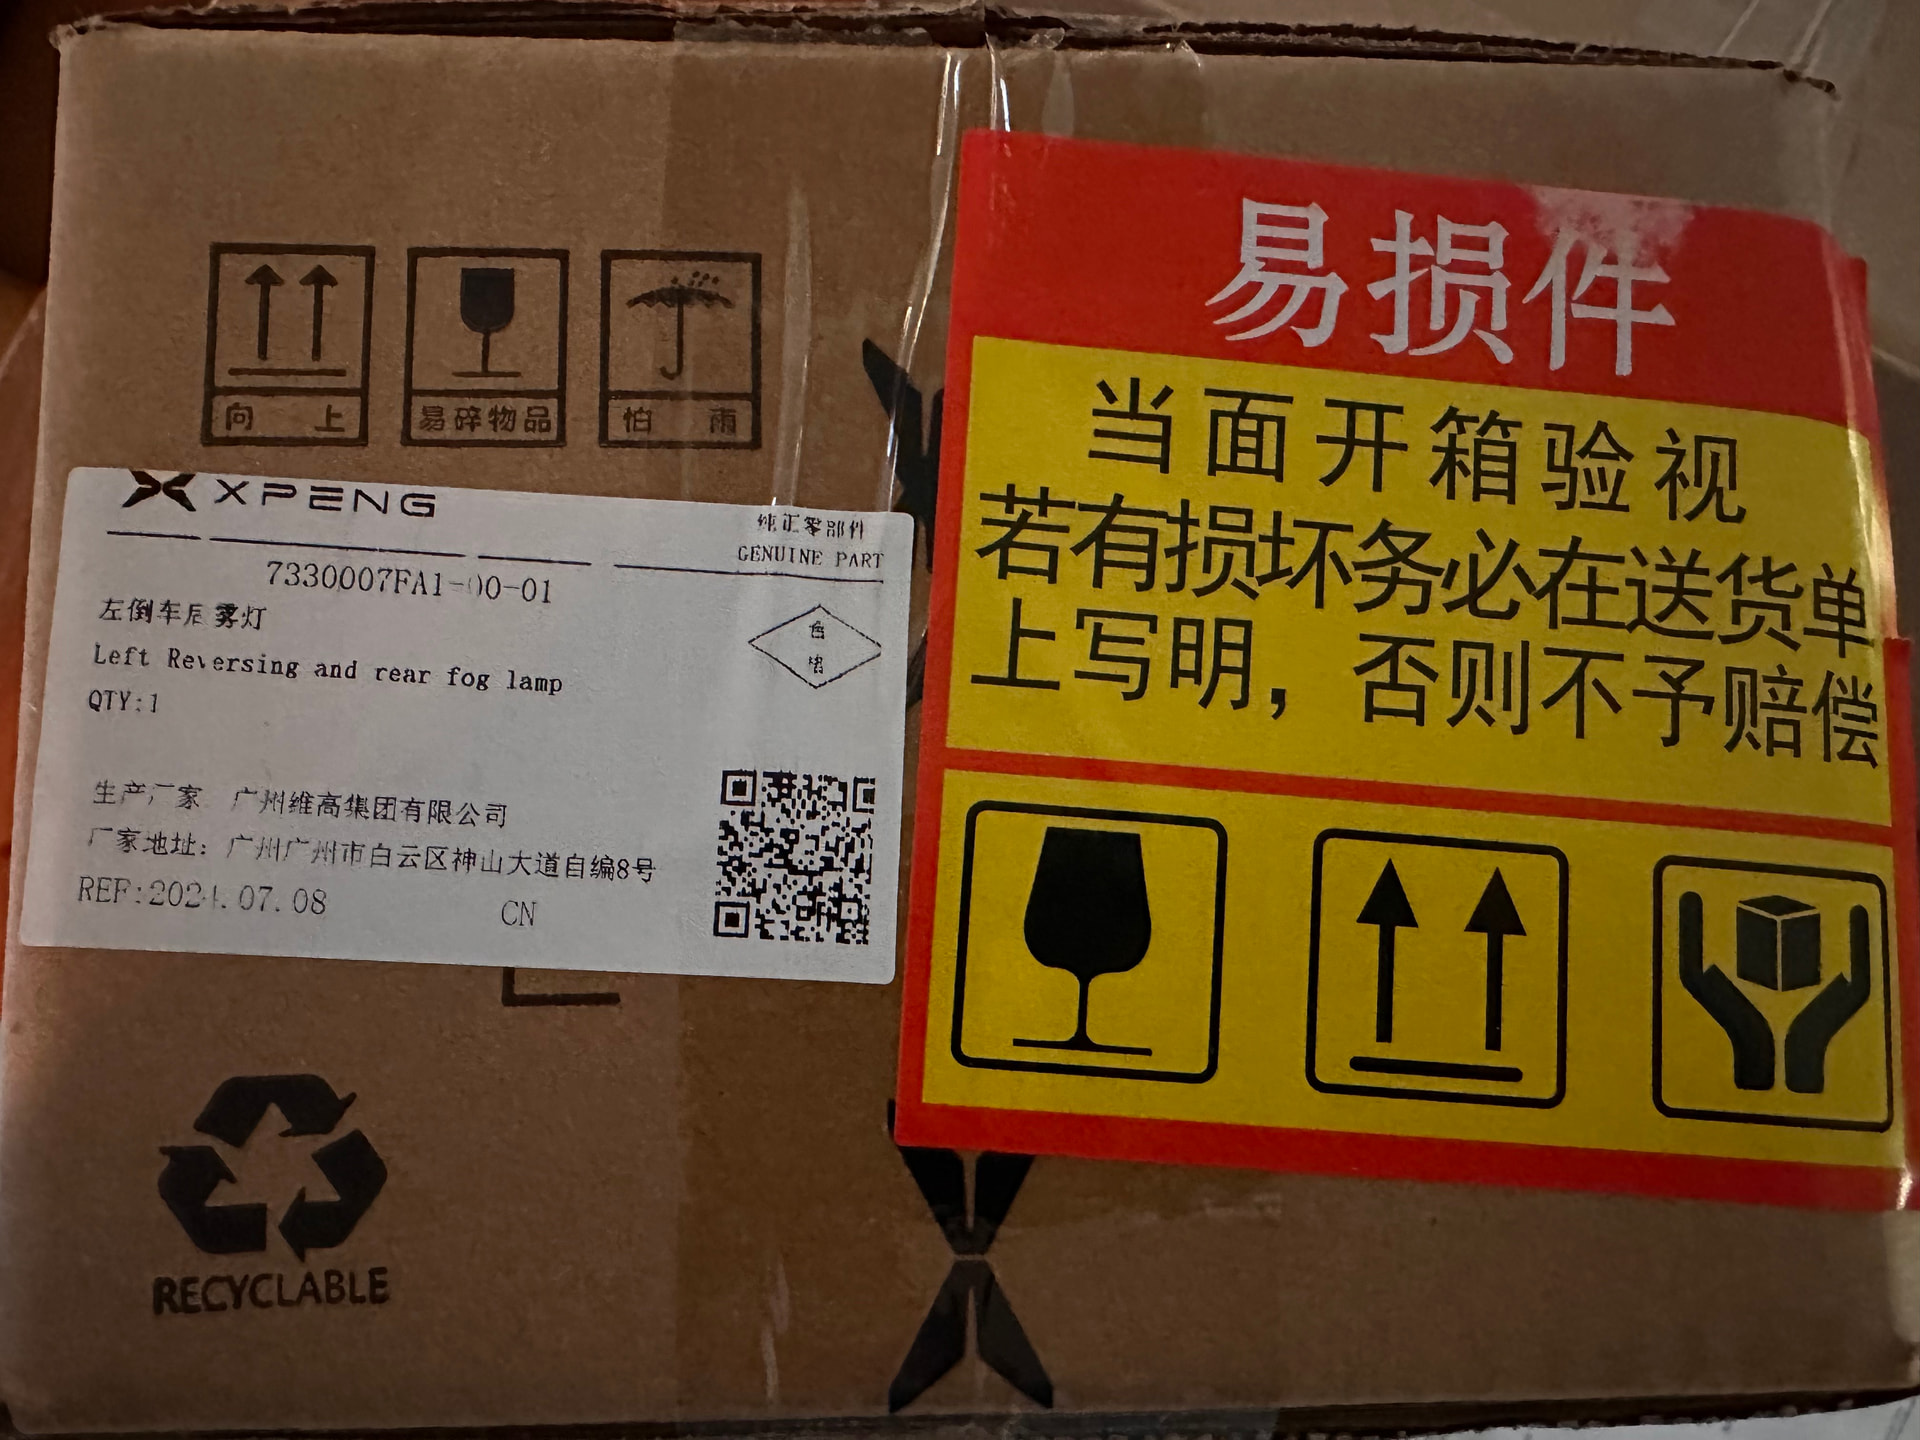 向上
易碎物品
怕雨
XPENG
纯正零部件
GENUINE PART
7330007FA1-00-01
左倒车后雾灯
Left Reversing and rear fog lamp
QTY:1
生产厂家 广州维高集团有限公司
厂家地址：广州广州市白云区神山大道自编8号
REF:2024.07.08
CN
RECYCLABLE
易损件
当面开箱验视
若有损坏务必在送货单
上写明，否则不予赔偿